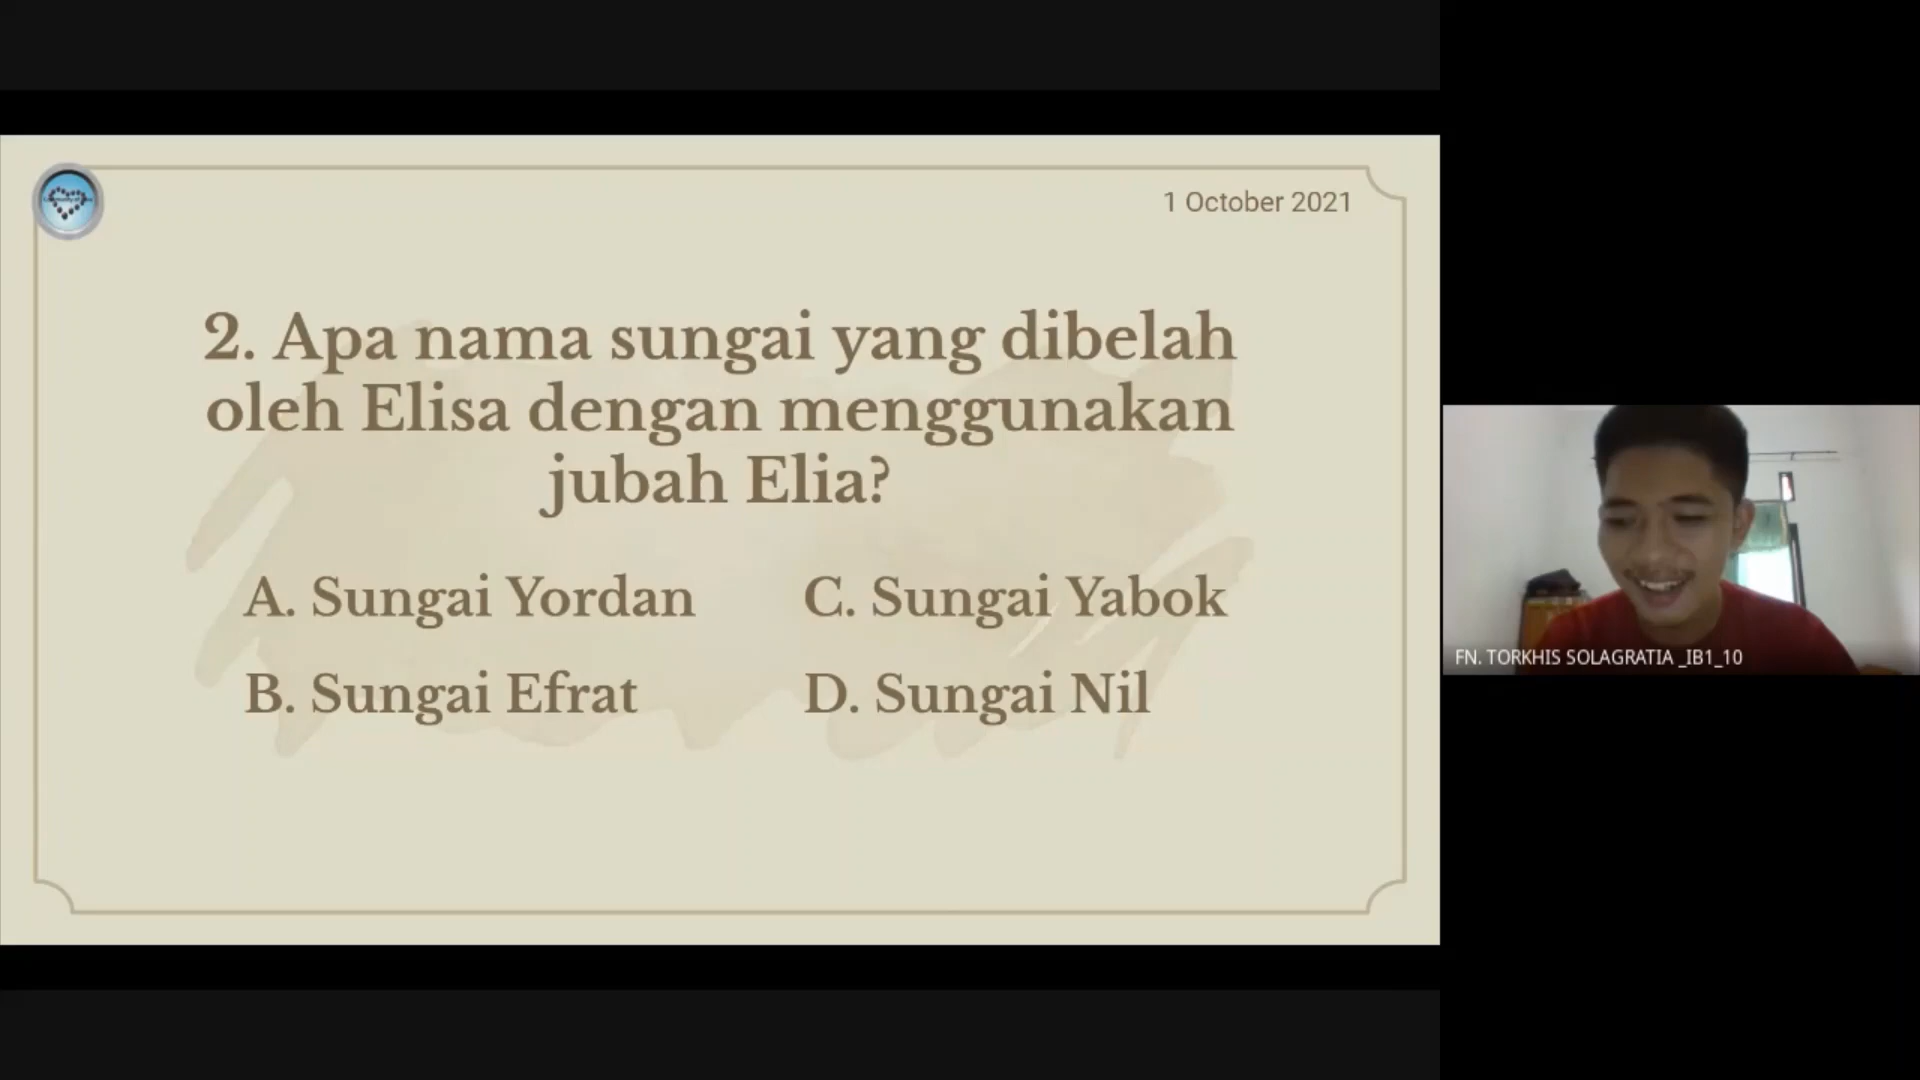 1 October 2021
2. Apa nama sungai yang dibelah
oleh Elisa dengan menggunakan
jubah Elia?
A. Sungai Yordan
B. Sungai Efrat
C. Sungai Yabok
D. Sungai Nil
FN. TORKHIS SOLAGRATIA _IB1_10